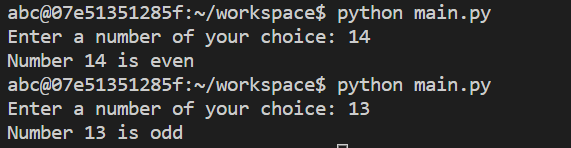 abc@07e51351285f:~/workspace$ python main.py
Enter a number of your choice: 14
Number 14 is even
abc@07e51351285f:~/workspace$ python main.py
Enter a number of your choice: 13
Number 13 is odd